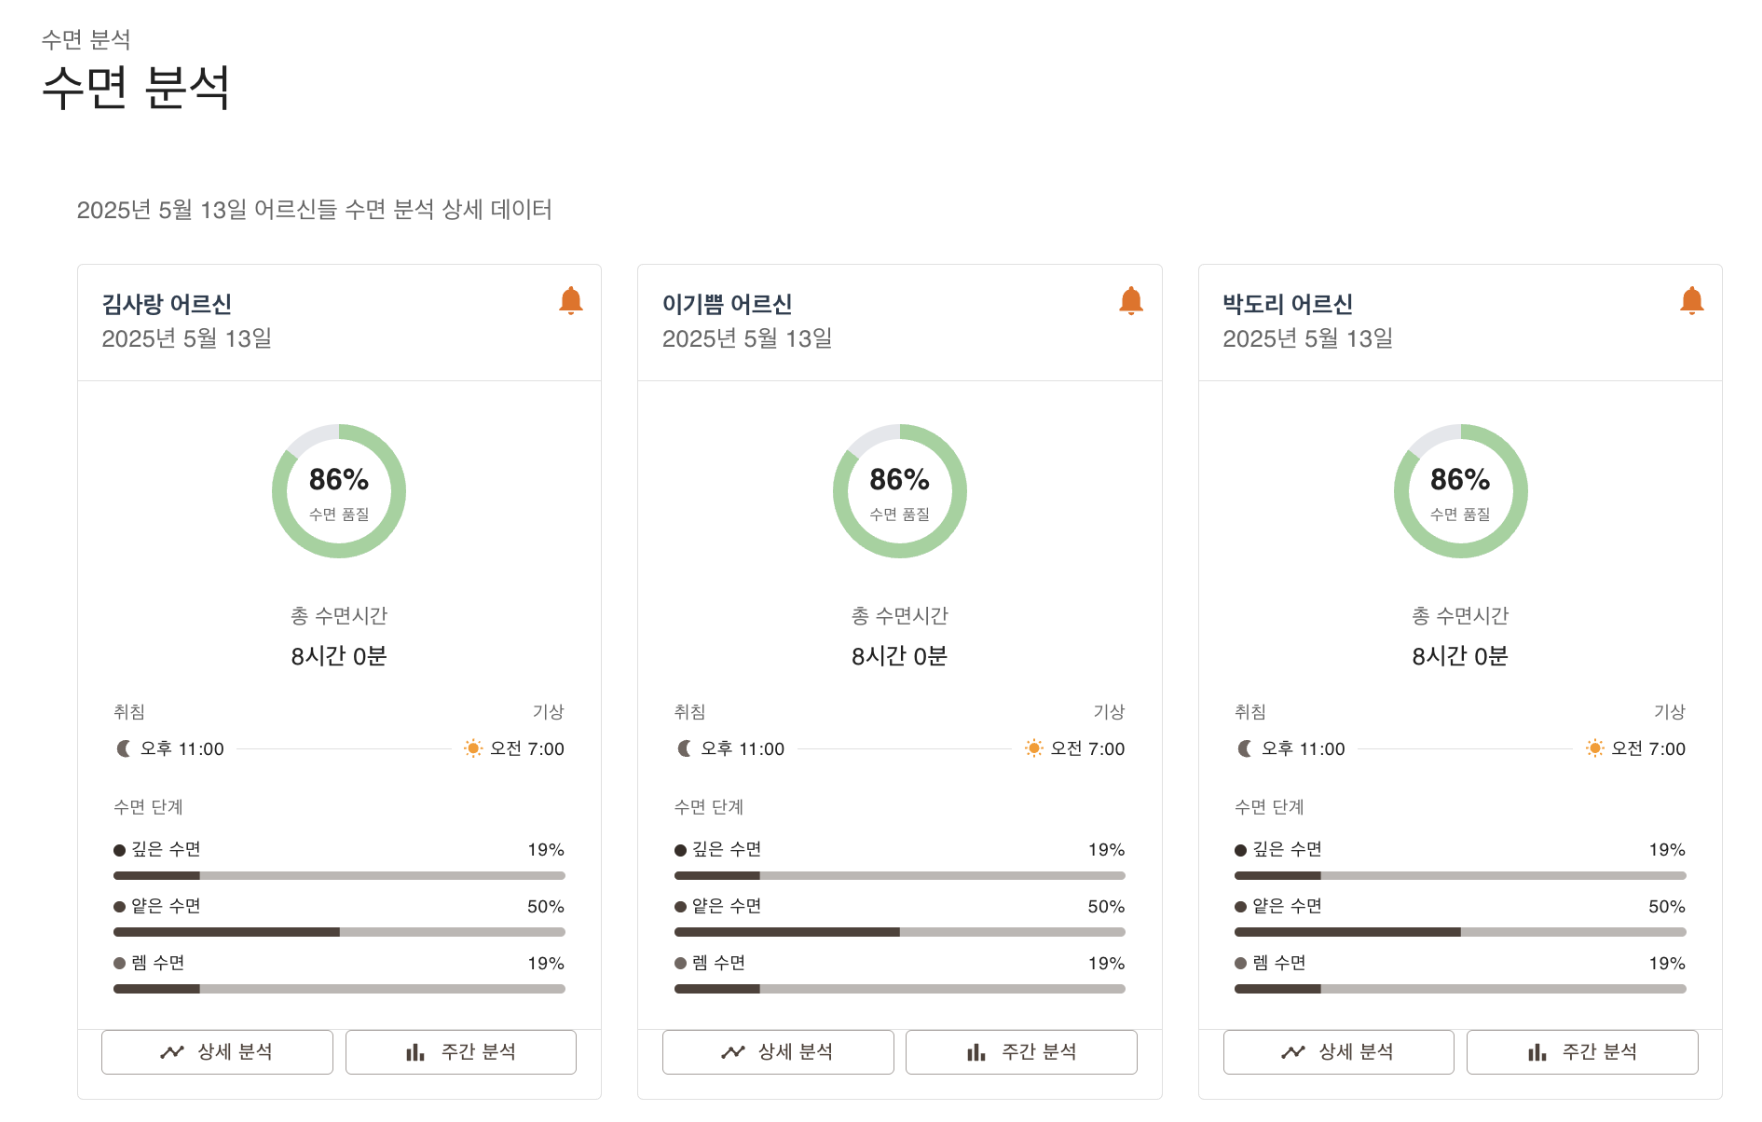 수면 분석
수면 분석
2025년 5월 13일 어르신들 수면 분석 상세 데이터
김사랑 어르신
2025년 5월 13일
86%
수면 품질
총 수면시간
8시간 0분
취침 기상
오후 11:00 오전 7:00
수면 단계
깊은 수면 19%
얕은 수면 50%
렘 수면 19%
상세 분석 주간 분석
이기쁨 어르신
2025년 5월 13일
86%
수면 품질
총 수면시간
8시간 0분
취침 기상
오후 11:00 오전 7:00
수면 단계
깊은 수면 19%
얕은 수면 50%
렘 수면 19%
상세 분석 주간 분석
박도리 어르신
2025년 5월 13일
86%
수면 품질
총 수면시간
8시간 0분
취침 기상
오후 11:00 오전 7:00
수면 단계
깊은 수면 19%
얕은 수면 50%
렘 수면 19%
상세 분석 주간 분석